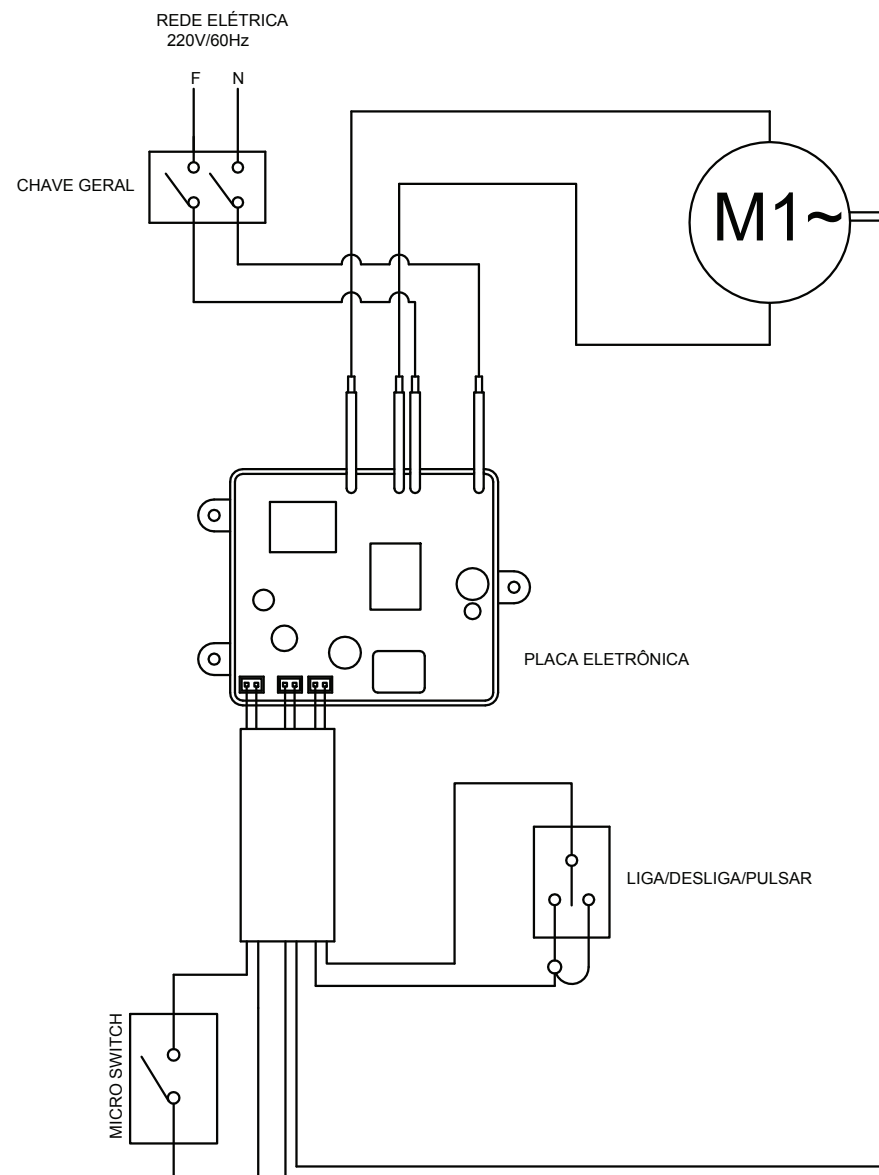 REDE ELÉTRICA
220V/60Hz
F N
CHAVE GERAL
M1~
PLACA ELETRÔNICA
LIGA/DESLIGA/PULSAR
MICRO SWITCH